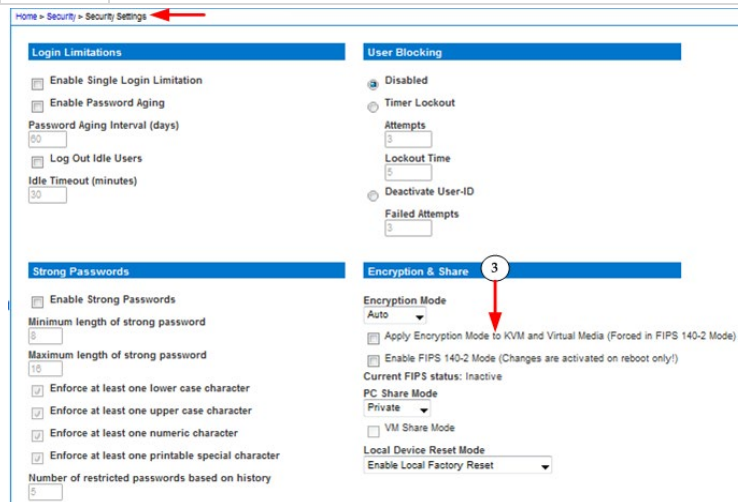 Home > Security > Security Settings
Login Limitations
Enable Single Login Limitation
Enable Password Aging
Password Aging Interval (days)
60
Log Out Idle Users
Idle Timeout (minutes)
30
User Blocking
Disabled
Timer Lockout
Attempts
3
Lockout Time
5
Deactivate User-ID
Failed Attempts
3
Strong Passwords
Enable Strong Passwords
Minimum length of strong password
8
Maximum length of strong password
16
Enforce at least one lower case character
Enforce at least one upper case character
Enforce at least one numeric character
Enforce at least one printable special character
Number of restricted passwords based on history
5
Encryption & Share
3
Encryption Mode
Auto
Apply Encryption Mode to KVM and Virtual Media (Forced in FIPS 140-2 Mode)
Enable FIPS 140-2 Mode (Changes are activated on reboot only!)
Current FIPS status: Inactive
PC Share Mode
Private
VM Share Mode
Local Device Reset Mode
Enable Local Factory Reset